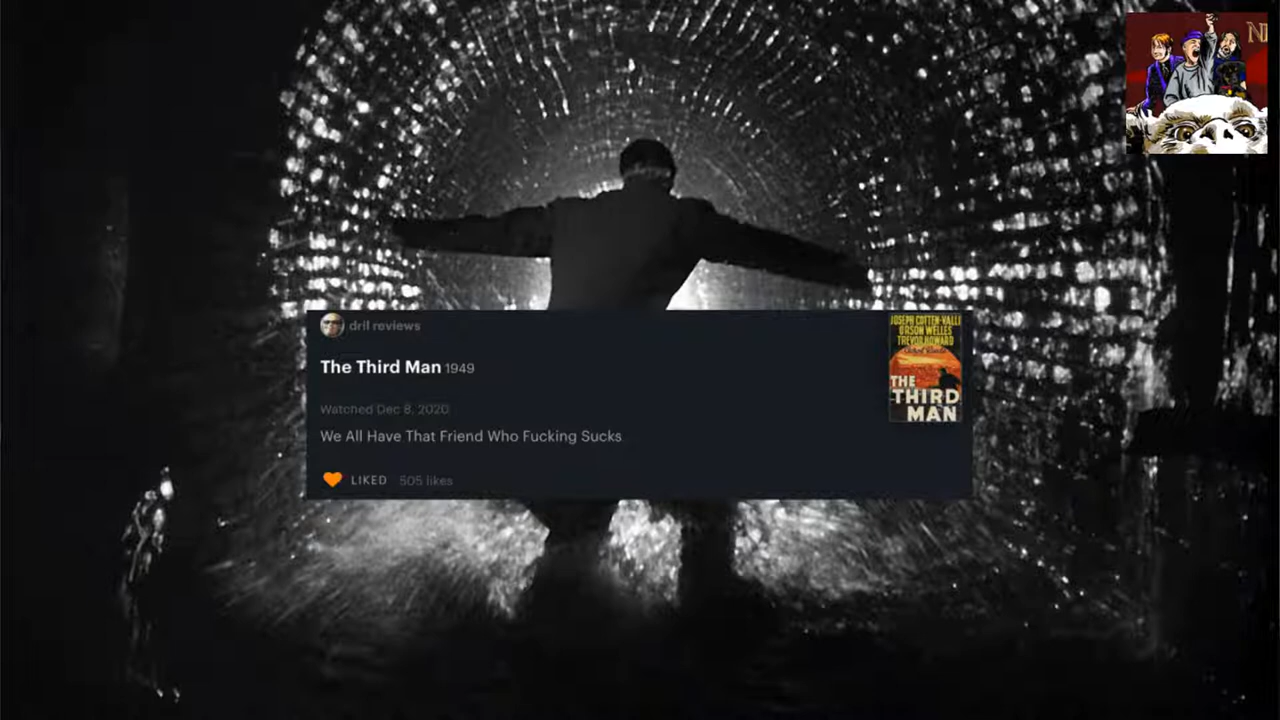 dril reviews
The Third Man 1949
Watched Dec 8, 2020
We All Have That Friend Who Fucking Sucks
LIKED 505 likes
JOSEPH COTTEN·VALLI
ORSON WELLES
TREVOR HOWARD
THE
THIRD
MAN